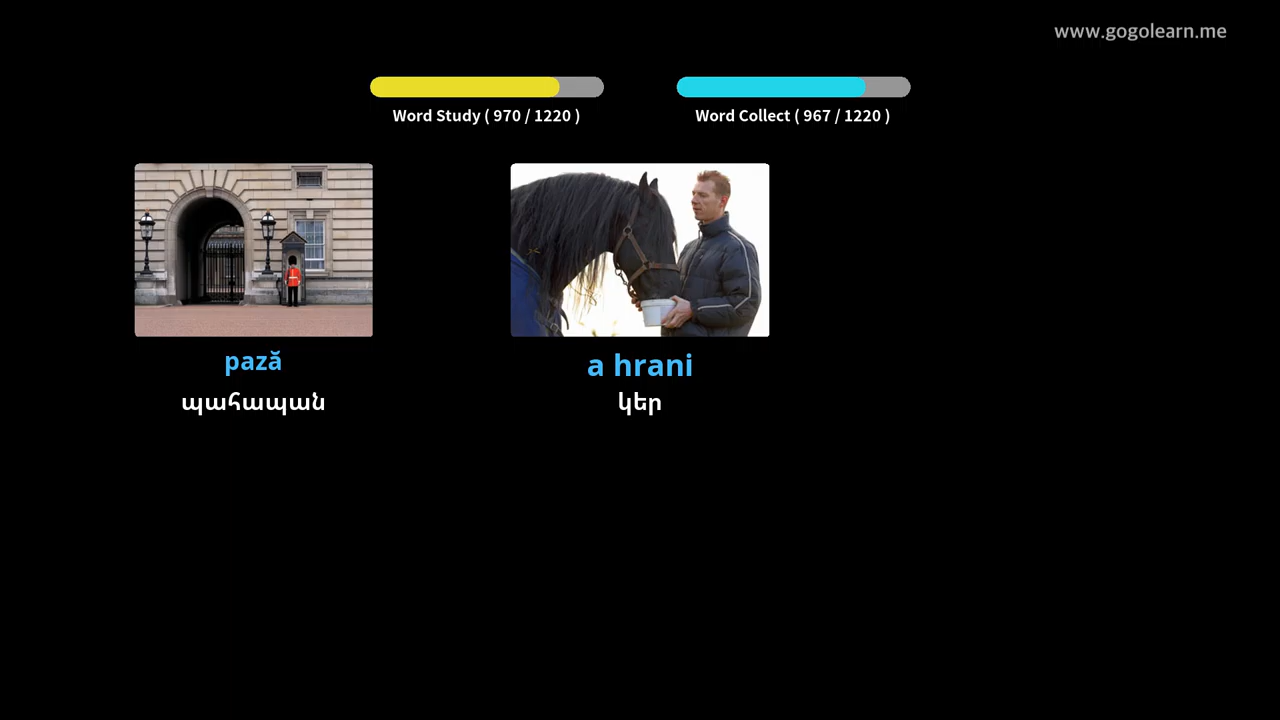 www.gogolearn.me
Word Study ( 970 / 1220 )
Word Collect ( 967 / 1220 )
pază
պահապան
a hrani
կեր